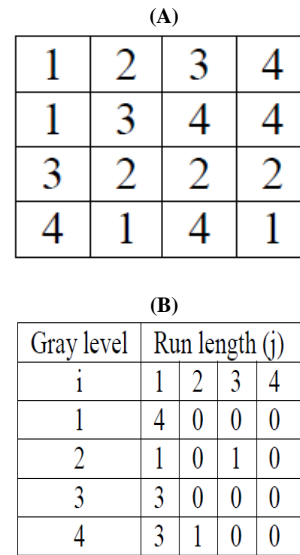 (A)
1 2 3 4
1 3 4 4
3 2 2 2
4 1 4 1
(B)
Gray level Run length (j)
i 1 2 3 4
1 4 0 0 0
2 1 0 1 0
3 3 0 0 0
4 3 1 0 0